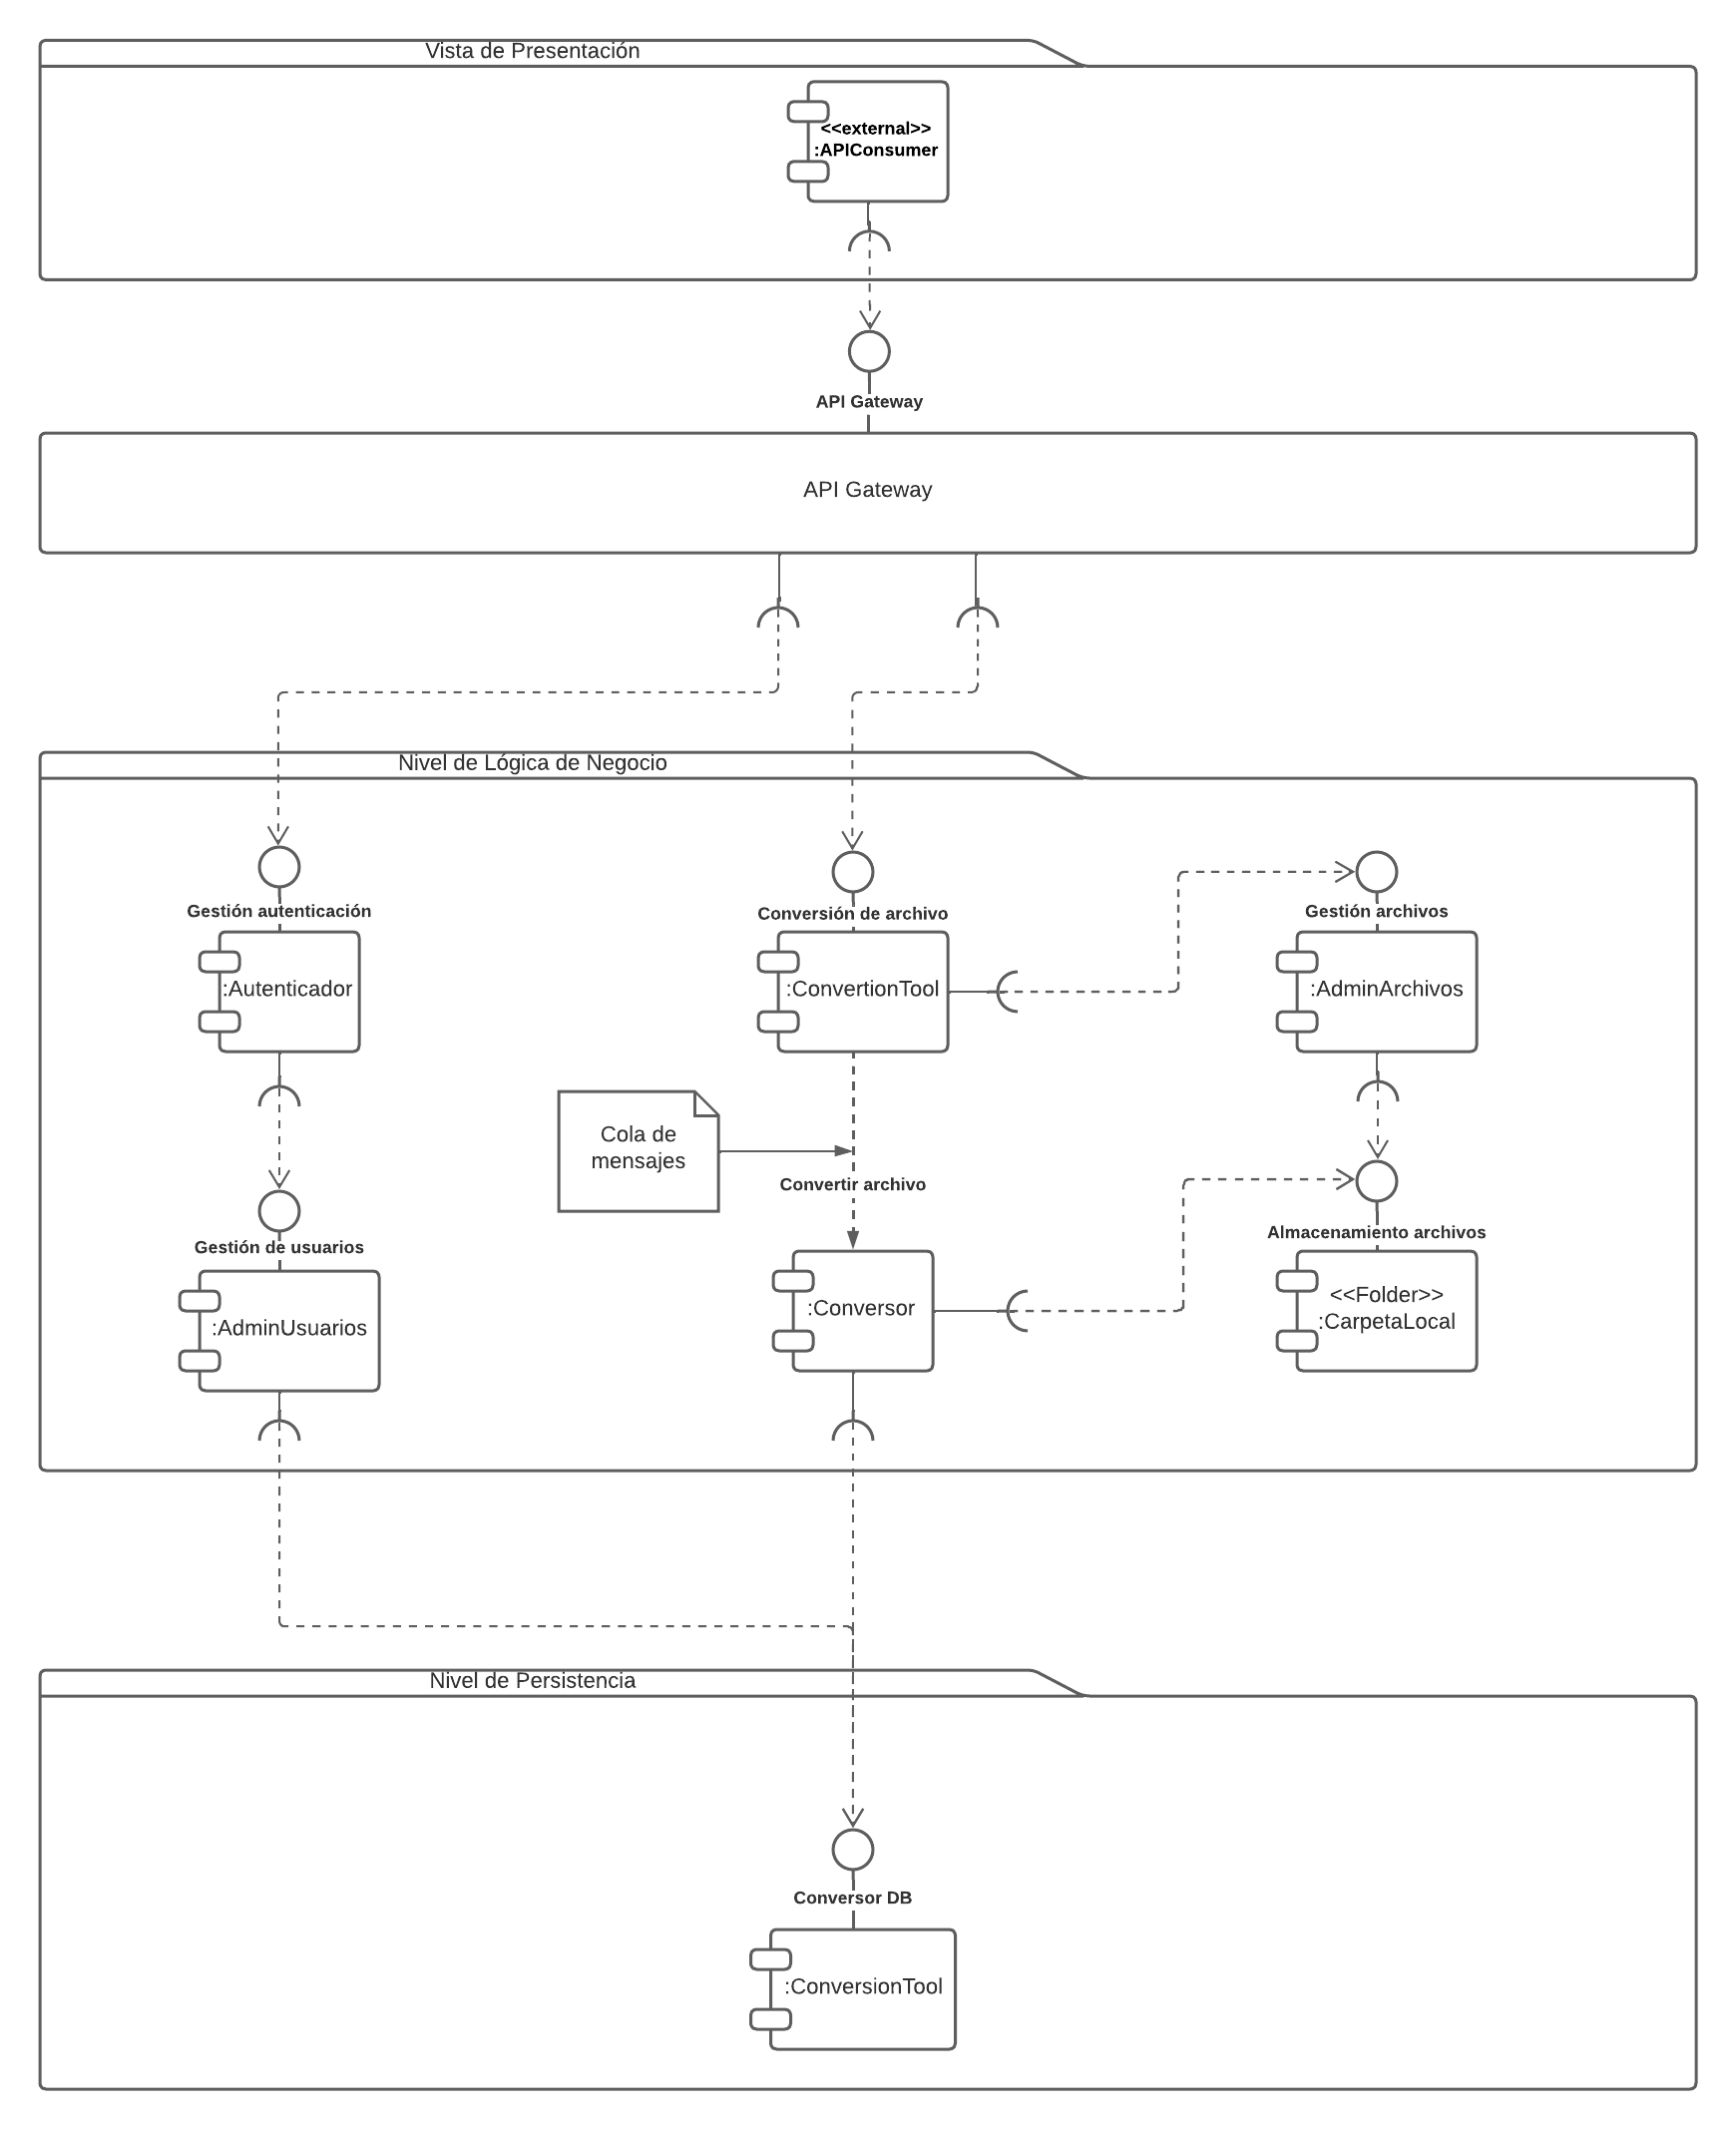 Vista de Presentación
<<external>>
:APIConsumer
API Gateway
API Gateway
Nivel de Lógica de Negocio
Gestión autenticación
:Autenticador
Conversión de archivo
:ConvertionTool
Gestión archivos
:AdminArchivos
Cola de
mensajes
Convertir archivo
Gestión de usuarios
:AdminUsuarios
:Conversor
Almacenamiento archivos
<<Folder>>
:CarpetaLocal
Nivel de Persistencia
Conversor DB
:ConversionTool